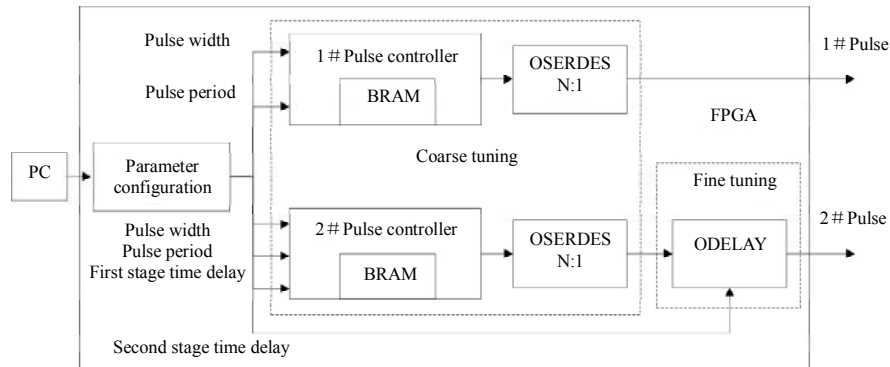 Pulse width
Pulse period
1#Pulse controller
BRAM
OSERDES
N:1
1#Pulse
FPGA
Coarse tuning
PC
Parameter
configuration
Fine tuning
Pulse width
Pulse period
First stage time delay
2#Pulse controller
BRAM
OSERDES
N:1
ODELAY
2#Pulse
Second stage time delay